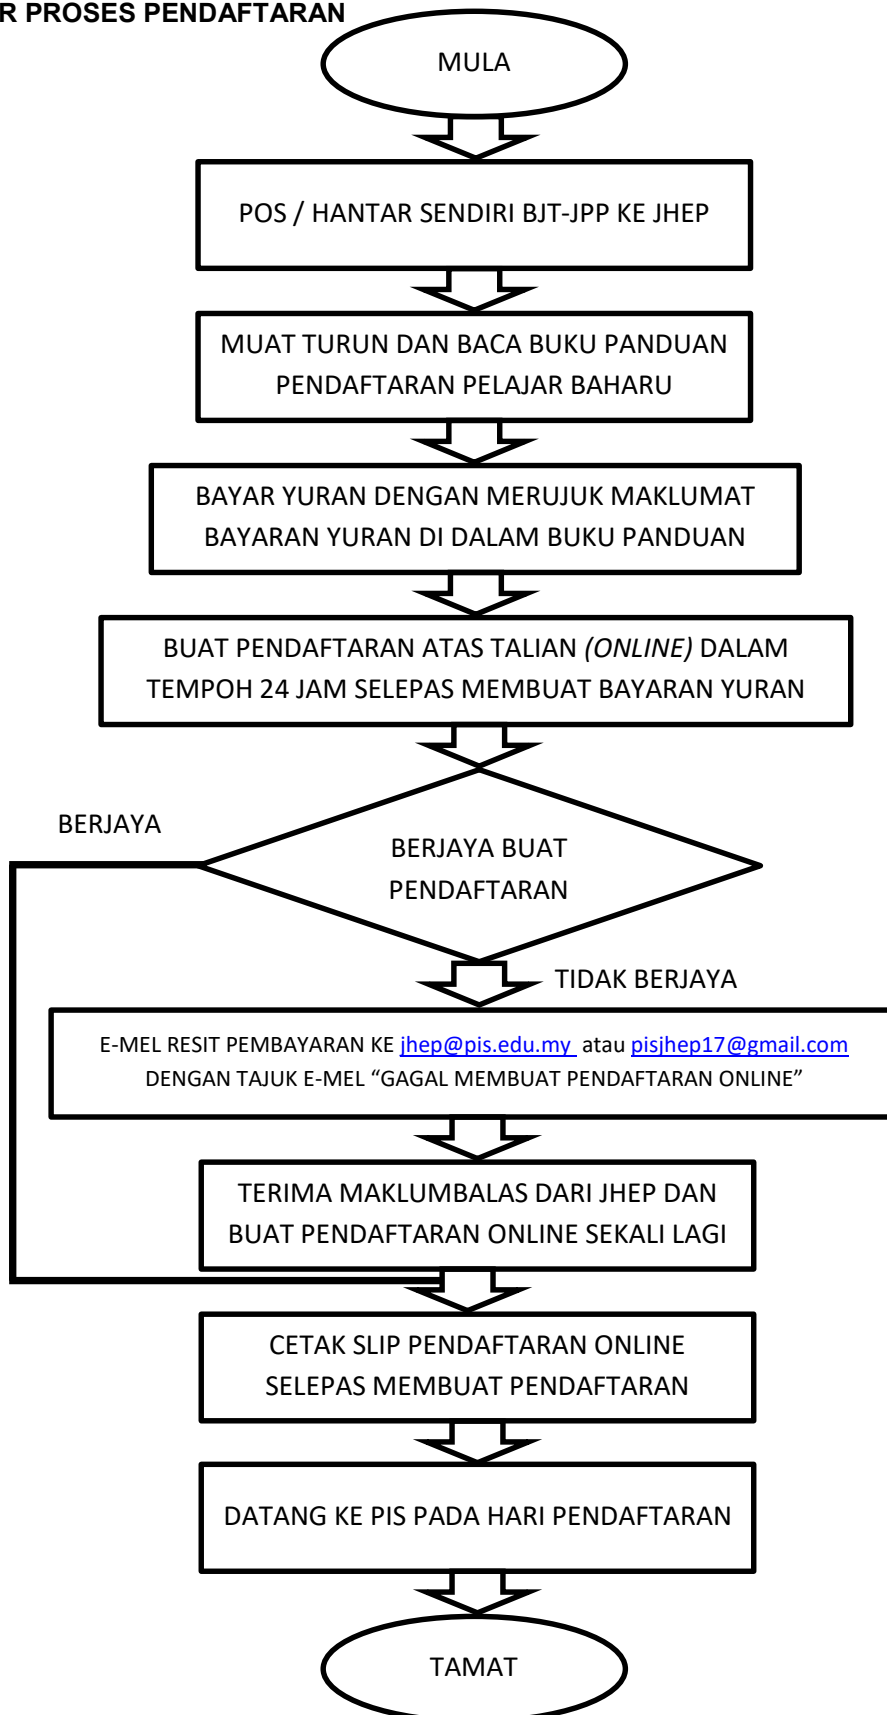 R PROSES PENDAFTARAN
MULA
POS / HANTAR SENDIRI BJT-JPP KE JHEP
MUAT TURUN DAN BACA BUKU PANDUAN
PENDAFTARAN PELAJAR BAHARU
BAYAR YURAN DENGAN MERUJUK MAKLUMAT
BAYARAN YURAN DI DALAM BUKU PANDUAN
BUAT PENDAFTARAN ATAS TALIAN (ONLINE) DALAM
TEMPOH 24 JAM SELEPAS MEMBUAT BAYARAN YURAN
BERJAYA
BERJAYA BUAT
PENDAFTARAN
TIDAK BERJAYA
E-MEL RESIT PEMBAYARAN KE jhep@pis.edu.my atau pisjhep17@gmail.com
DENGAN TAJUK E-MEL “GAGAL MEMBUAT PENDAFTARAN ONLINE”
TERIMA MAKLUMBALAS DARI JHEP DAN
BUAT PENDAFTARAN ONLINE SEKALI LAGI
CETAK SLIP PENDAFTARAN ONLINE
SELEPAS MEMBUAT PENDAFTARAN
DATANG KE PIS PADA HARI PENDAFTARAN
TAMAT